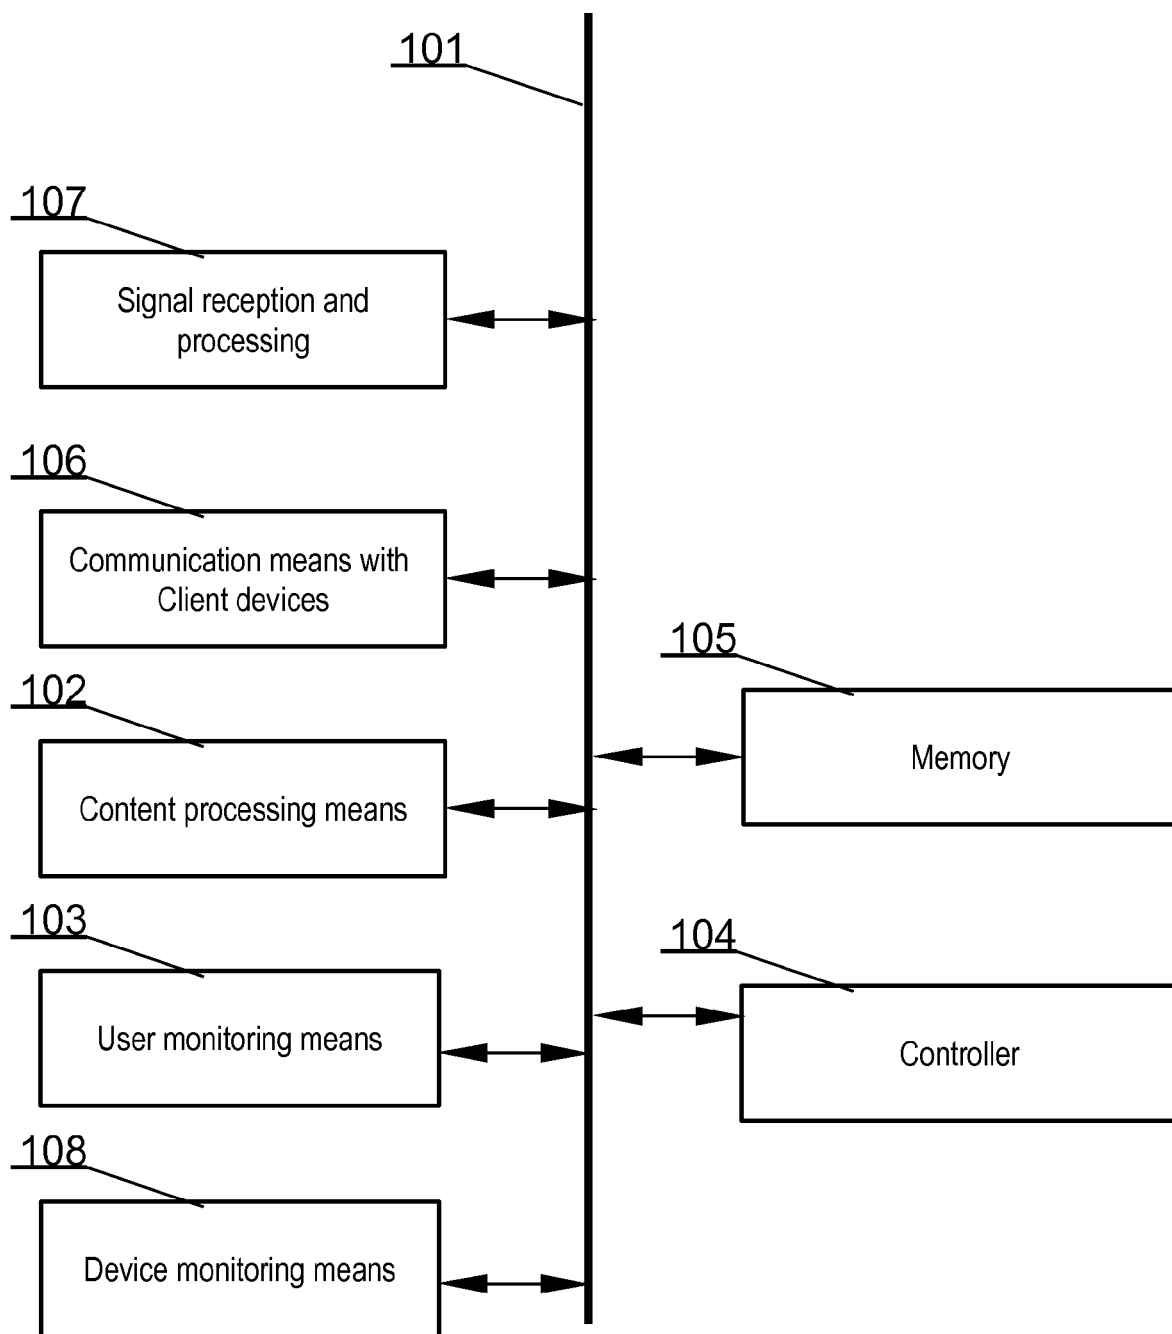 101
107
Signal reception and
processing
106
Communication means with
Client devices
105
102
Memory
Content processing means
103
104
User monitoring means
Controller
108
Device monitoring means